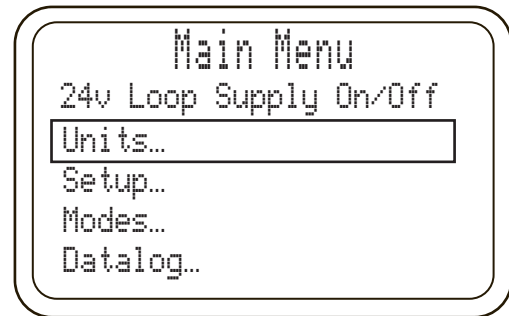 Main Menu
24v Loop Supply On/Off
Units…
Setup…
Modes…
Datalog…